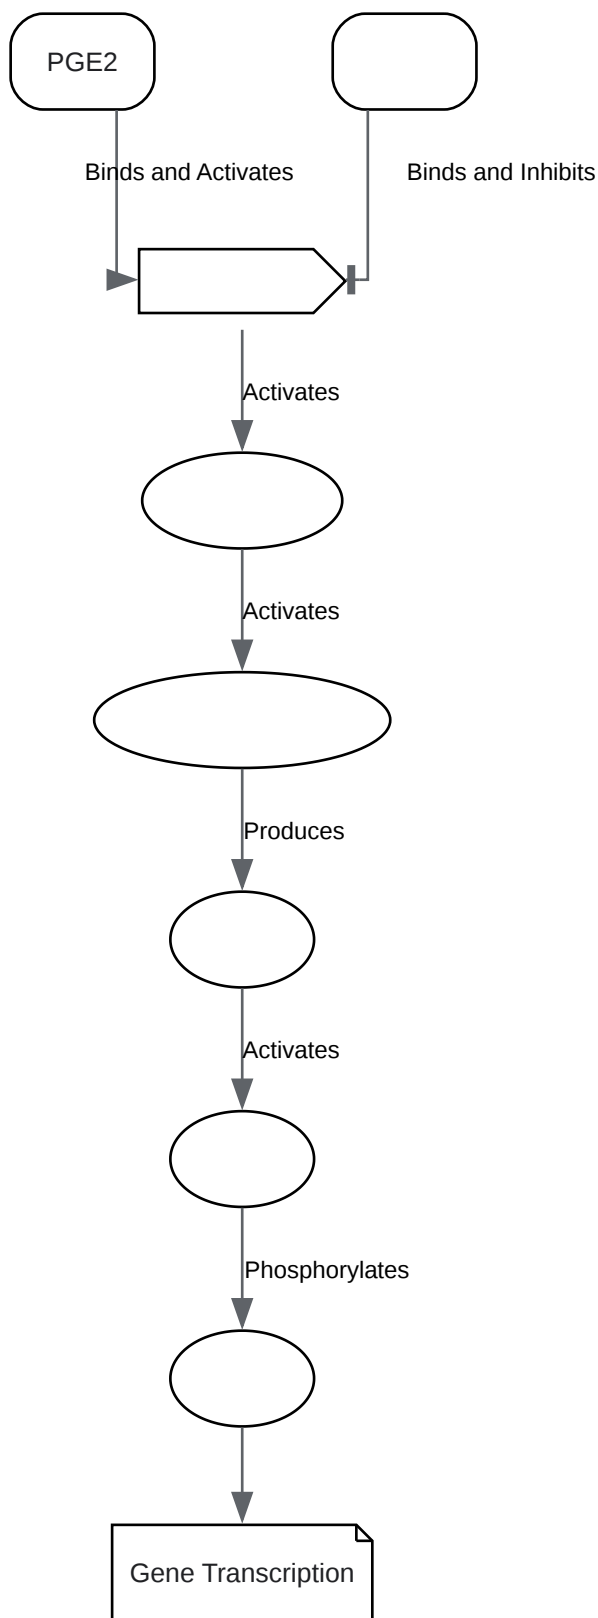 PGE2
Binds and Activates
Binds and Inhibits
Activates
Activates
Produces
Activates
Phosphorylates
Gene Transcription